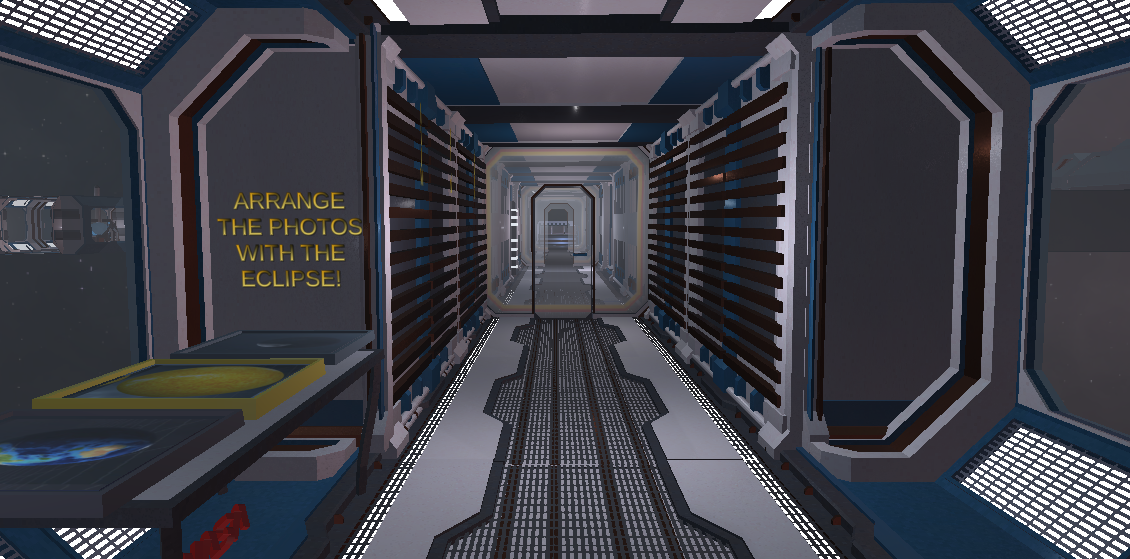 ARRANGE
THE PHOTOS
WITH THE
ECLIPSE!